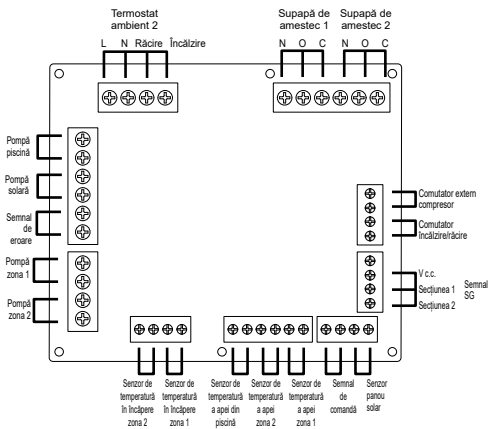 Termostat
ambient 2
Supapă de
amestec 1
Supapă de
amestec 2
L N Răcire Încălzire
N O C
N O C
Pompă
piscină
Pompă
solară
Semnal
de
eroare
Pompă
zona 1
Pompă
zona 2
Comutator extern
compresor
Comutator
încălzire/răcire
V c.c.
Secțiunea 1
Secțiunea 2
Semnal
SG
Senzor de
temperatură
în încăpere
zona 2
Senzor de
temperatură
în încăpere
zona 1
Senzor de
temperatură
a apei din
piscină
Senzor de
temperatură
a apei
zona 2
Senzor de
temperatură
a apei
zona 1
Semnal
de
comandă
Senzor
panou
solar